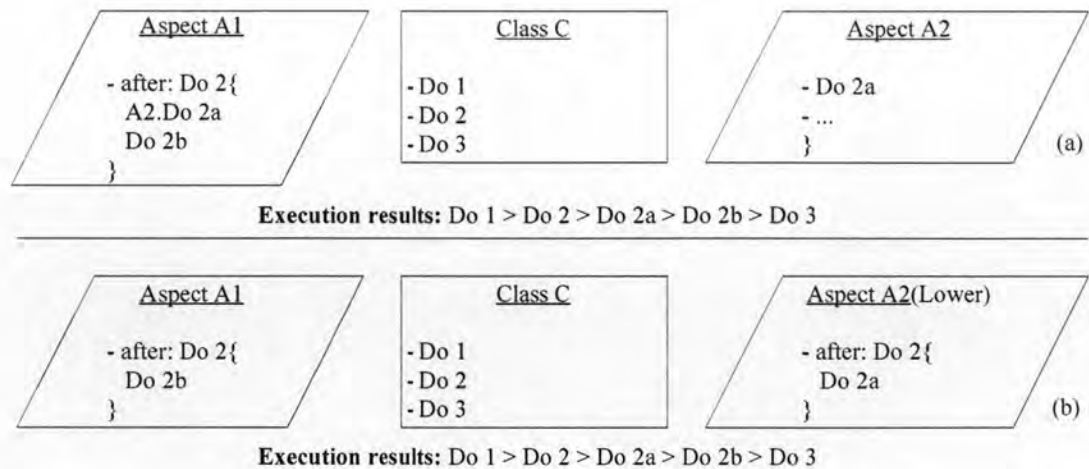 Aspect A1
- after: Do 2{
A2.Do 2a
Do 2b
}
Class C
- Do 1
- Do 2
- Do 3
Aspect A2
- Do 2a
- ...
}
(a)
Execution results: Do 1 > Do 2 > Do 2a > Do 2b > Do 3
Aspect A1
- after: Do 2{
Do 2b
}
Class C
- Do 1
- Do 2
- Do 3
Aspect A2(Lower)
- after: Do 2{
Do 2a
}
(b)
Execution results: Do 1 > Do 2 > Do 2a > Do 2b > Do 3